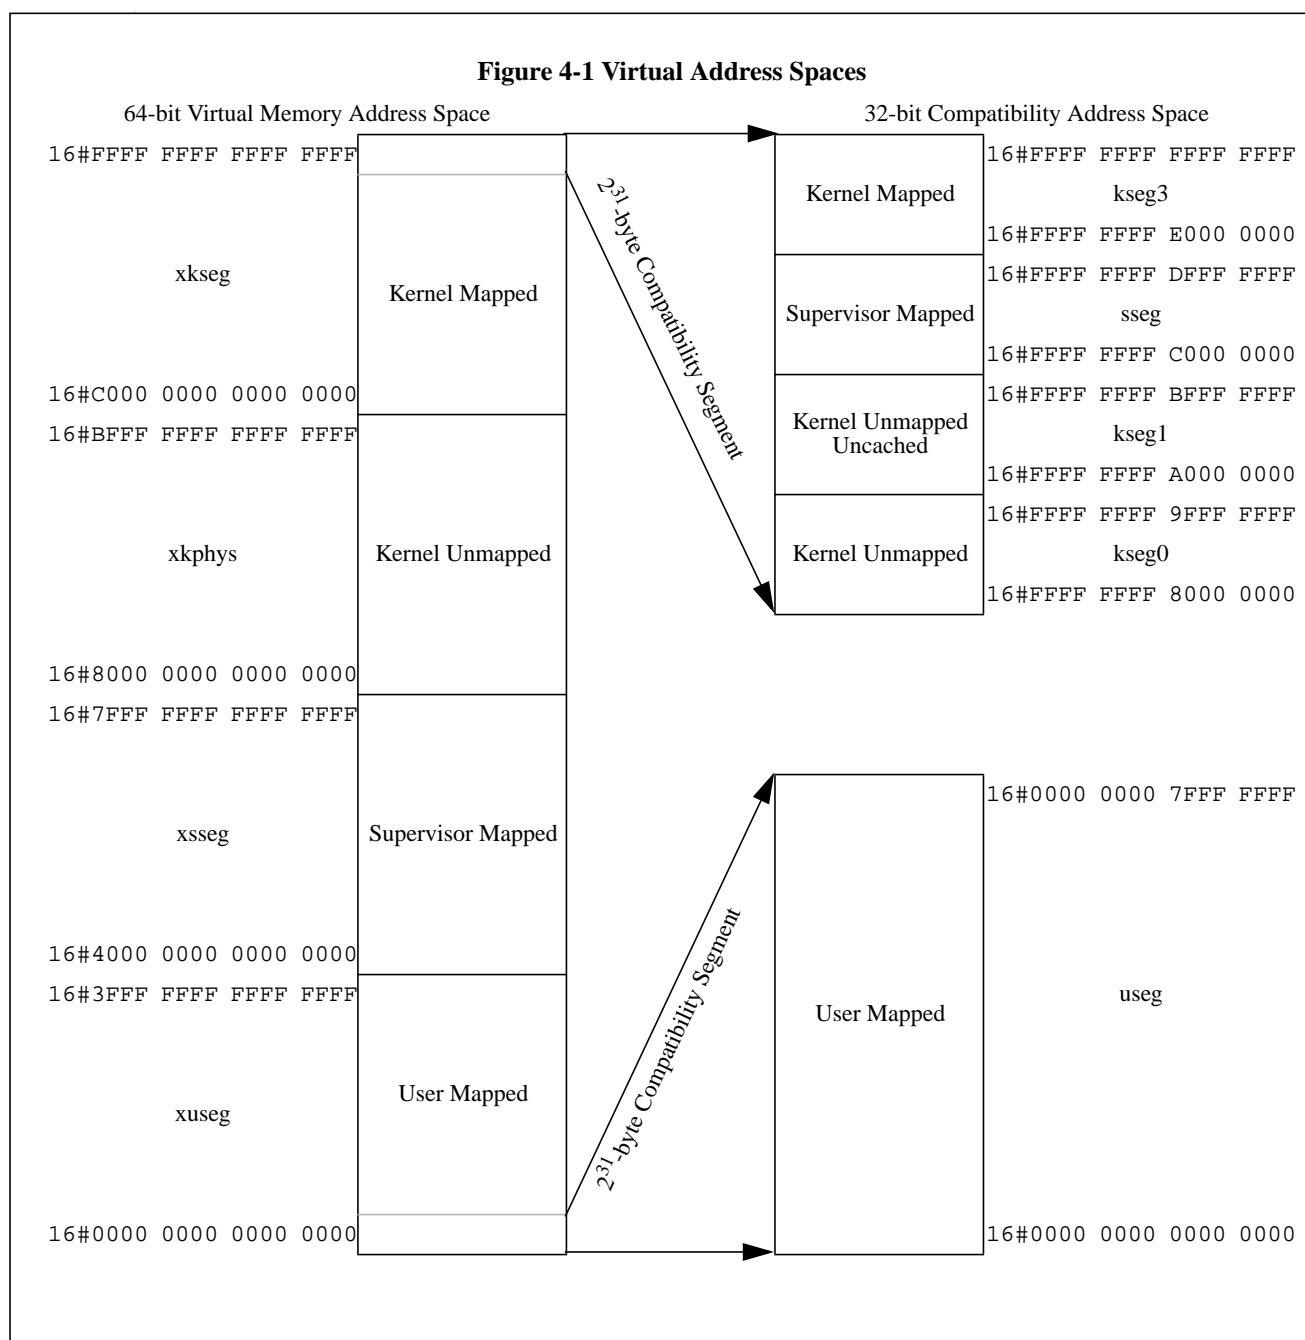 Figure 4-1 Virtual Address Spaces
64-bit Virtual Memory Address Space
32-bit Compatibility Address Space
16#FFFF FFFF FFFF FFFF
xkseg
Kernel Mapped
16#C000 0000 0000 0000
16#BFFF FFFF FFFF FFFF
xkphys
Kernel Unmapped
16#8000 0000 0000 0000
16#7FFF FFFF FFFF FFFF
xsseg
Supervisor Mapped
16#4000 0000 0000 0000
16#3FFF FFFF FFFF FFFF
xuseg
User Mapped
16#0000 0000 0000 0000
2^31-byte Compatibility Segment
2^31-byte Compatibility Segment
16#FFFF FFFF FFFF FFFF
Kernel Mapped
kseg3
16#FFFF FFFF E000 0000
16#FFFF FFFF DFFF FFFF
Supervisor Mapped
sseg
16#FFFF FFFF C000 0000
16#FFFF FFFF BFFF FFFF
Kernel Unmapped
Uncached
kseg1
16#FFFF FFFF A000 0000
16#FFFF FFFF 9FFF FFFF
Kernel Unmapped
kseg0
16#FFFF FFFF 8000 0000
16#0000 0000 7FFF FFFF
User Mapped
useg
16#0000 0000 0000 0000